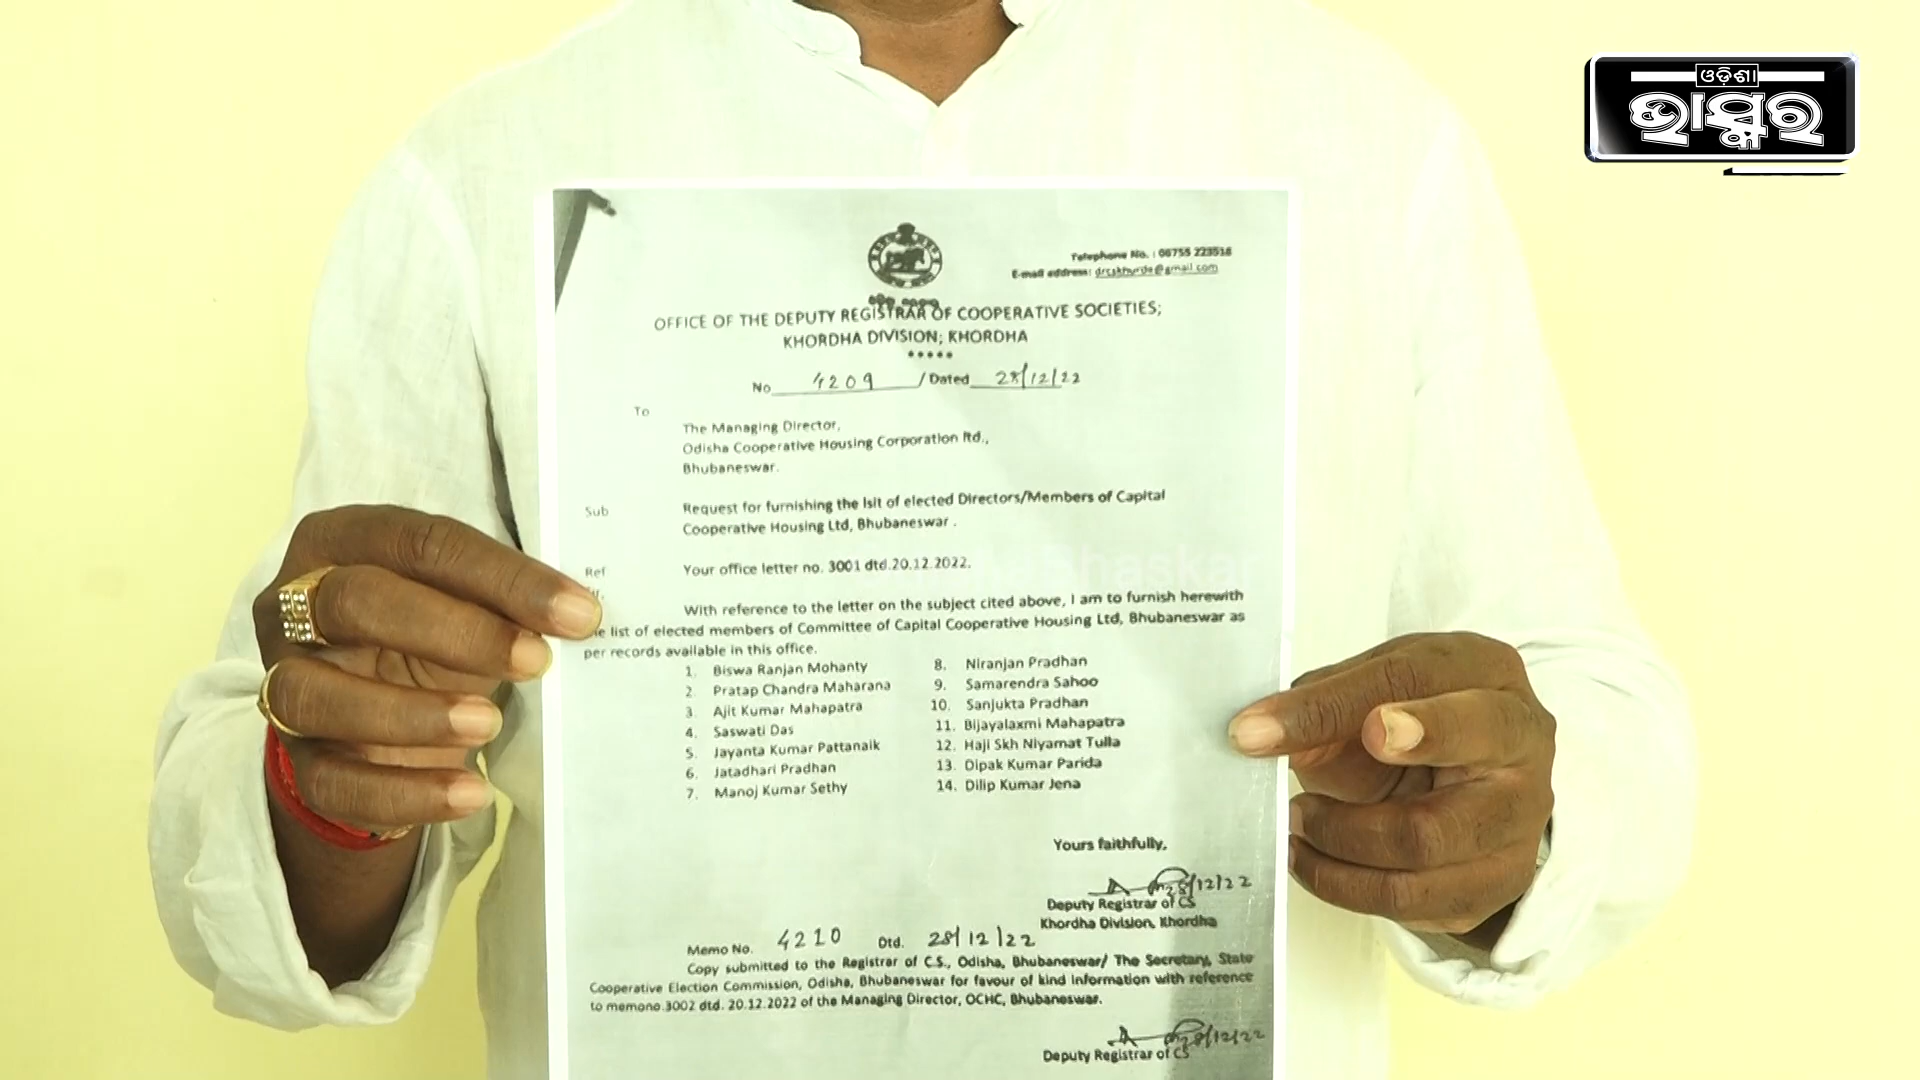 ଓଡ଼ିଶା
ଭାସ୍କର
Telephone No. : 06755 223516
E-mail address: drcskhurda@gmail.com
OFFICE OF THE DEPUTY REGISTRAR OF COOPERATIVE SOCIETIES;
KHORDHA DIVISION; KHORDHA
*****
No 4209 / Dated 28/12/22
To
The Managing Director,
Odisha Cooperative Housing Corporation ltd.,
Bhubaneswar.
Sub Request for furnishing the lsit of elected Directors/Members of Capital
Cooperative Housing Ltd, Bhubaneswar .
Ref Your office letter no. 3001 dtd.20.12.2022.
Bhaskar
With reference to the letter on the subject cited above, I am to furnish herewith
list of elected members of Committee of Capital Cooperative Housing Ltd, Bhubaneswar as
per records available in this office.
1. Biswa Ranjan Mohanty
2. Pratap Chandra Maharana
3. Ajit Kumar Mahapatra
4. Saswati Das
5. Jayanta Kumar Pattanaik
6. Jatadhari Pradhan
7. Manoj Kumar Sethy
8. Niranjan Pradhan
9. Samarendra Sahoo
10. Sanjukta Pradhan
11. Bijayalaxmi Mahapatra
12. Haji Skh Niyamat Tulla
13. Dipak Kumar Parida
14. Dilip Kumar Jena
Yours faithfully,
28/12/22
Deputy Registrar of CS
Khordha Division, Khordha
Memo No. 4210 Dtd. 28/12/22
Copy submitted to the Registrar of C.S., Odisha, Bhubaneswar/ The Secretary, State
Cooperative Election Commission, Odisha, Bhubaneswar for favour of kind information with reference
to memono.3002 dtd. 20.12.2022 of the Managing Director, OCHC, Bhubaneswar.
28/12/22
Deputy Registrar of CS